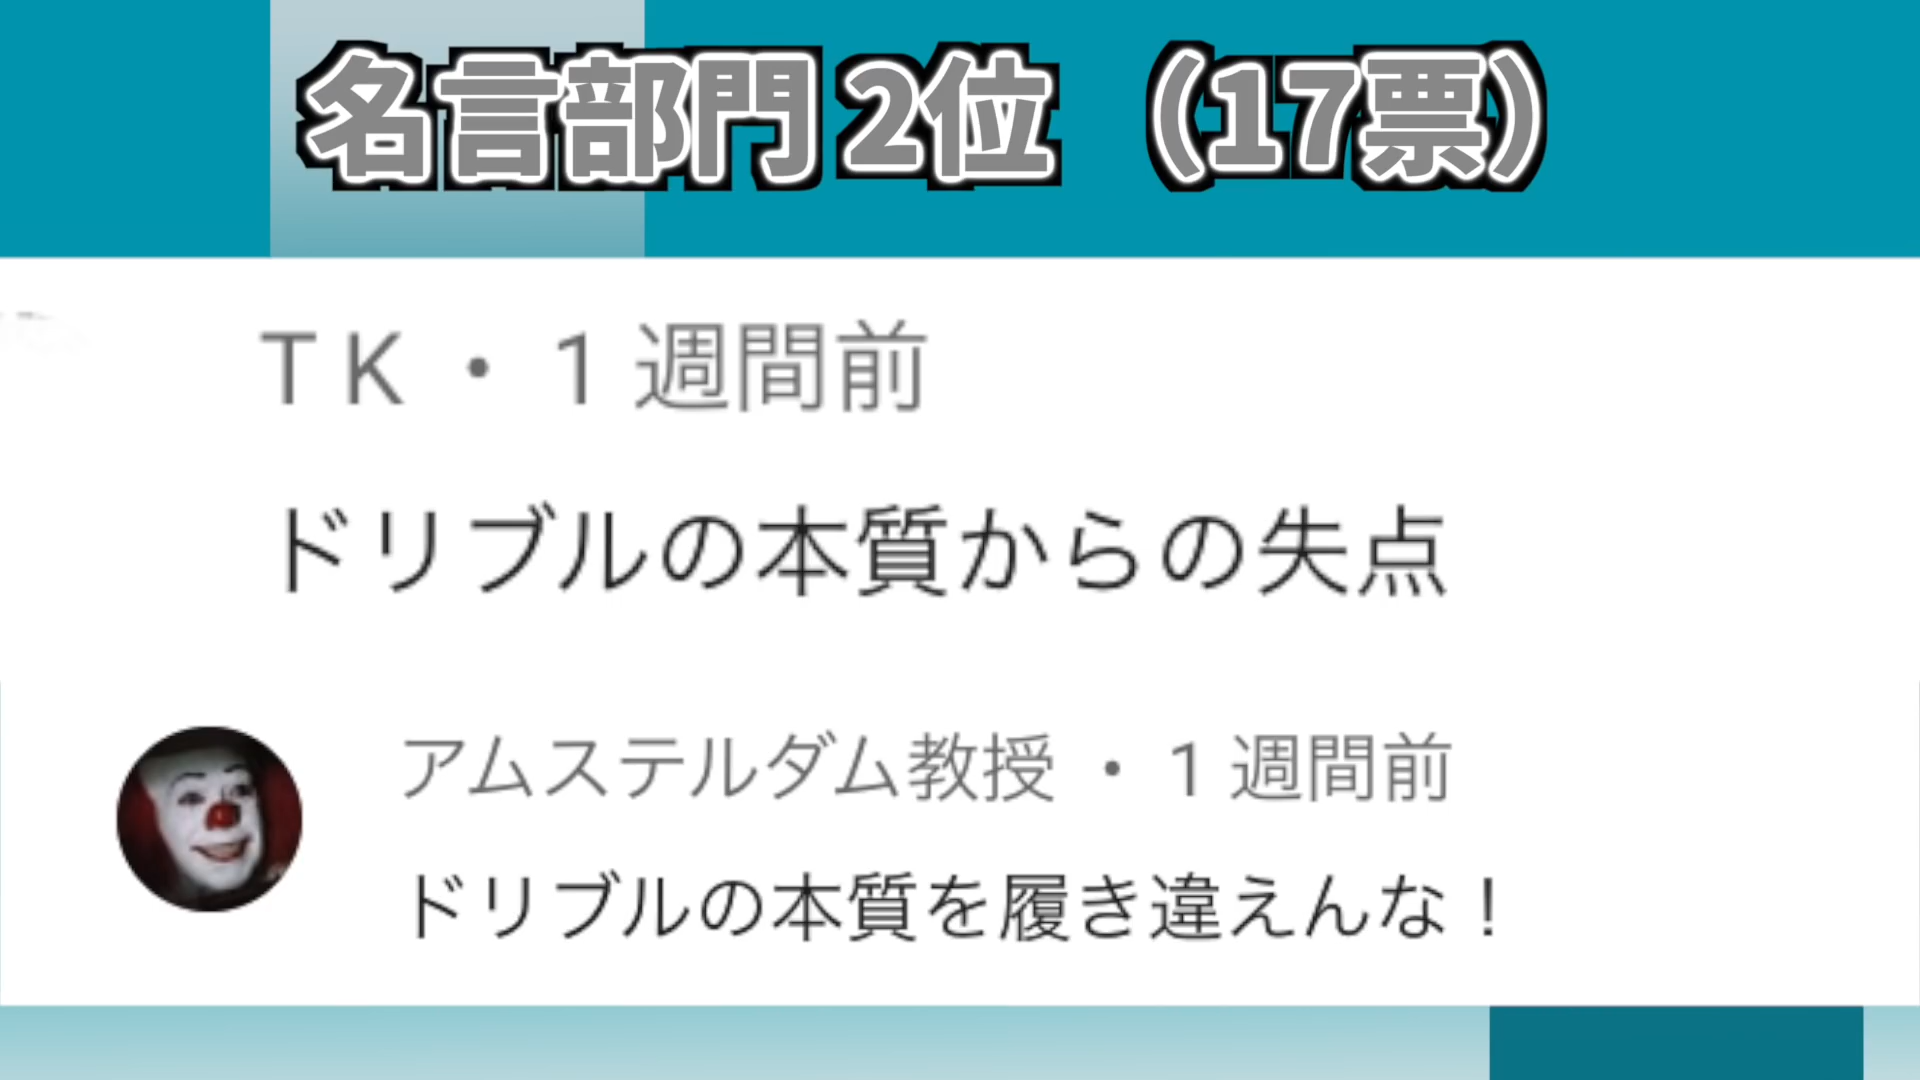 名言部門 2位 （17票）
T K ・ 1 週間前
ドリブルの本質からの失点
アムステルダム教授 ・ 1 週間前
ドリブルの本質を履き違えんな！